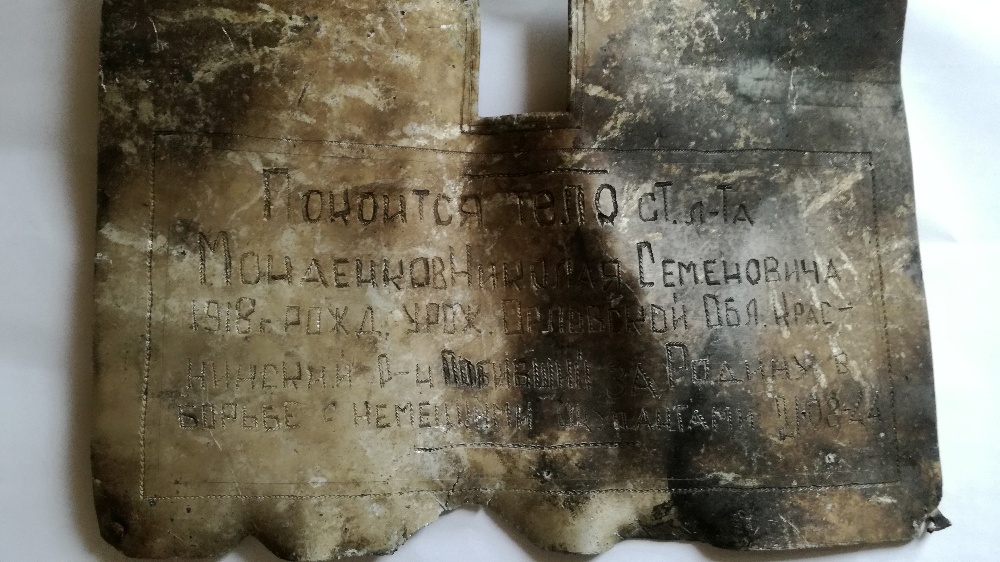 Покоится тело ст. л-та
Монденков Николая Семеновича
1918 г. рожд. урож. Орловской Обл. Крас-
нинский р-н Погибший за Родину в
борьбе с немецкими оккупантами